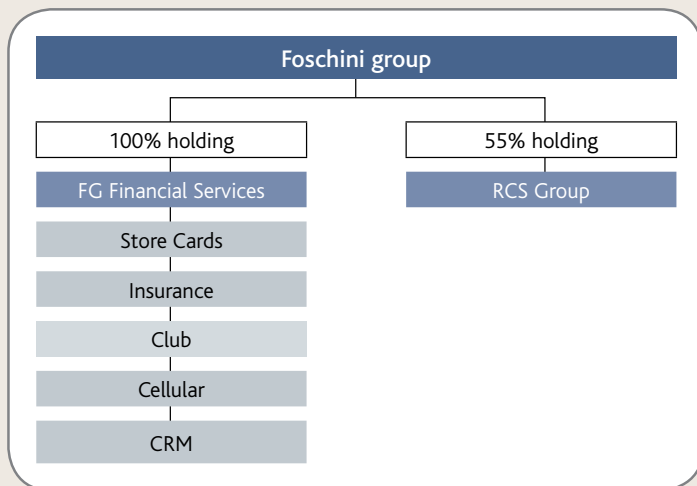 Foschini group
100% holding
55% holding
FG Financial Services
RCS Group
Store Cards
Insurance
Club
Cellular
CRM